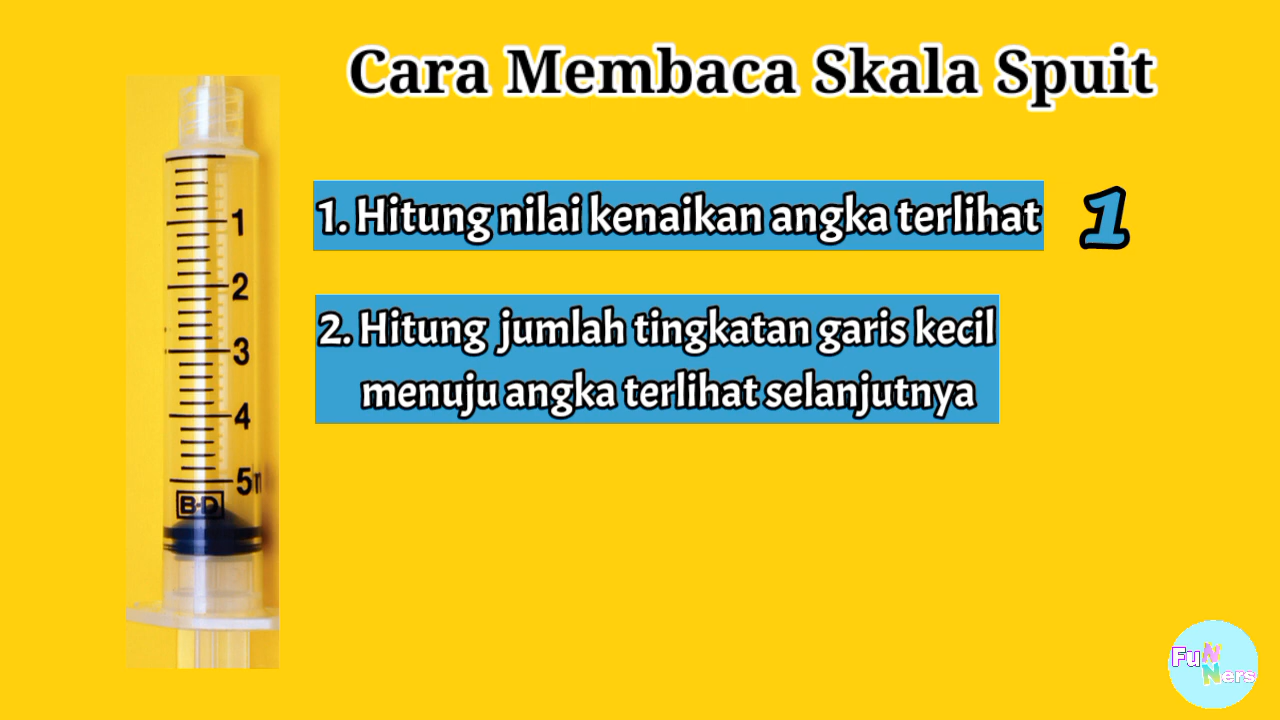 Cara Membaca Skala Spuit
1. Hitung nilai kenaikan angka terlihat
1
2. Hitung jumlah tingkatan garis kecil
menuju angka terlihat selanjutnya
1
2
3
4
5m
B-D
FuN
Ners